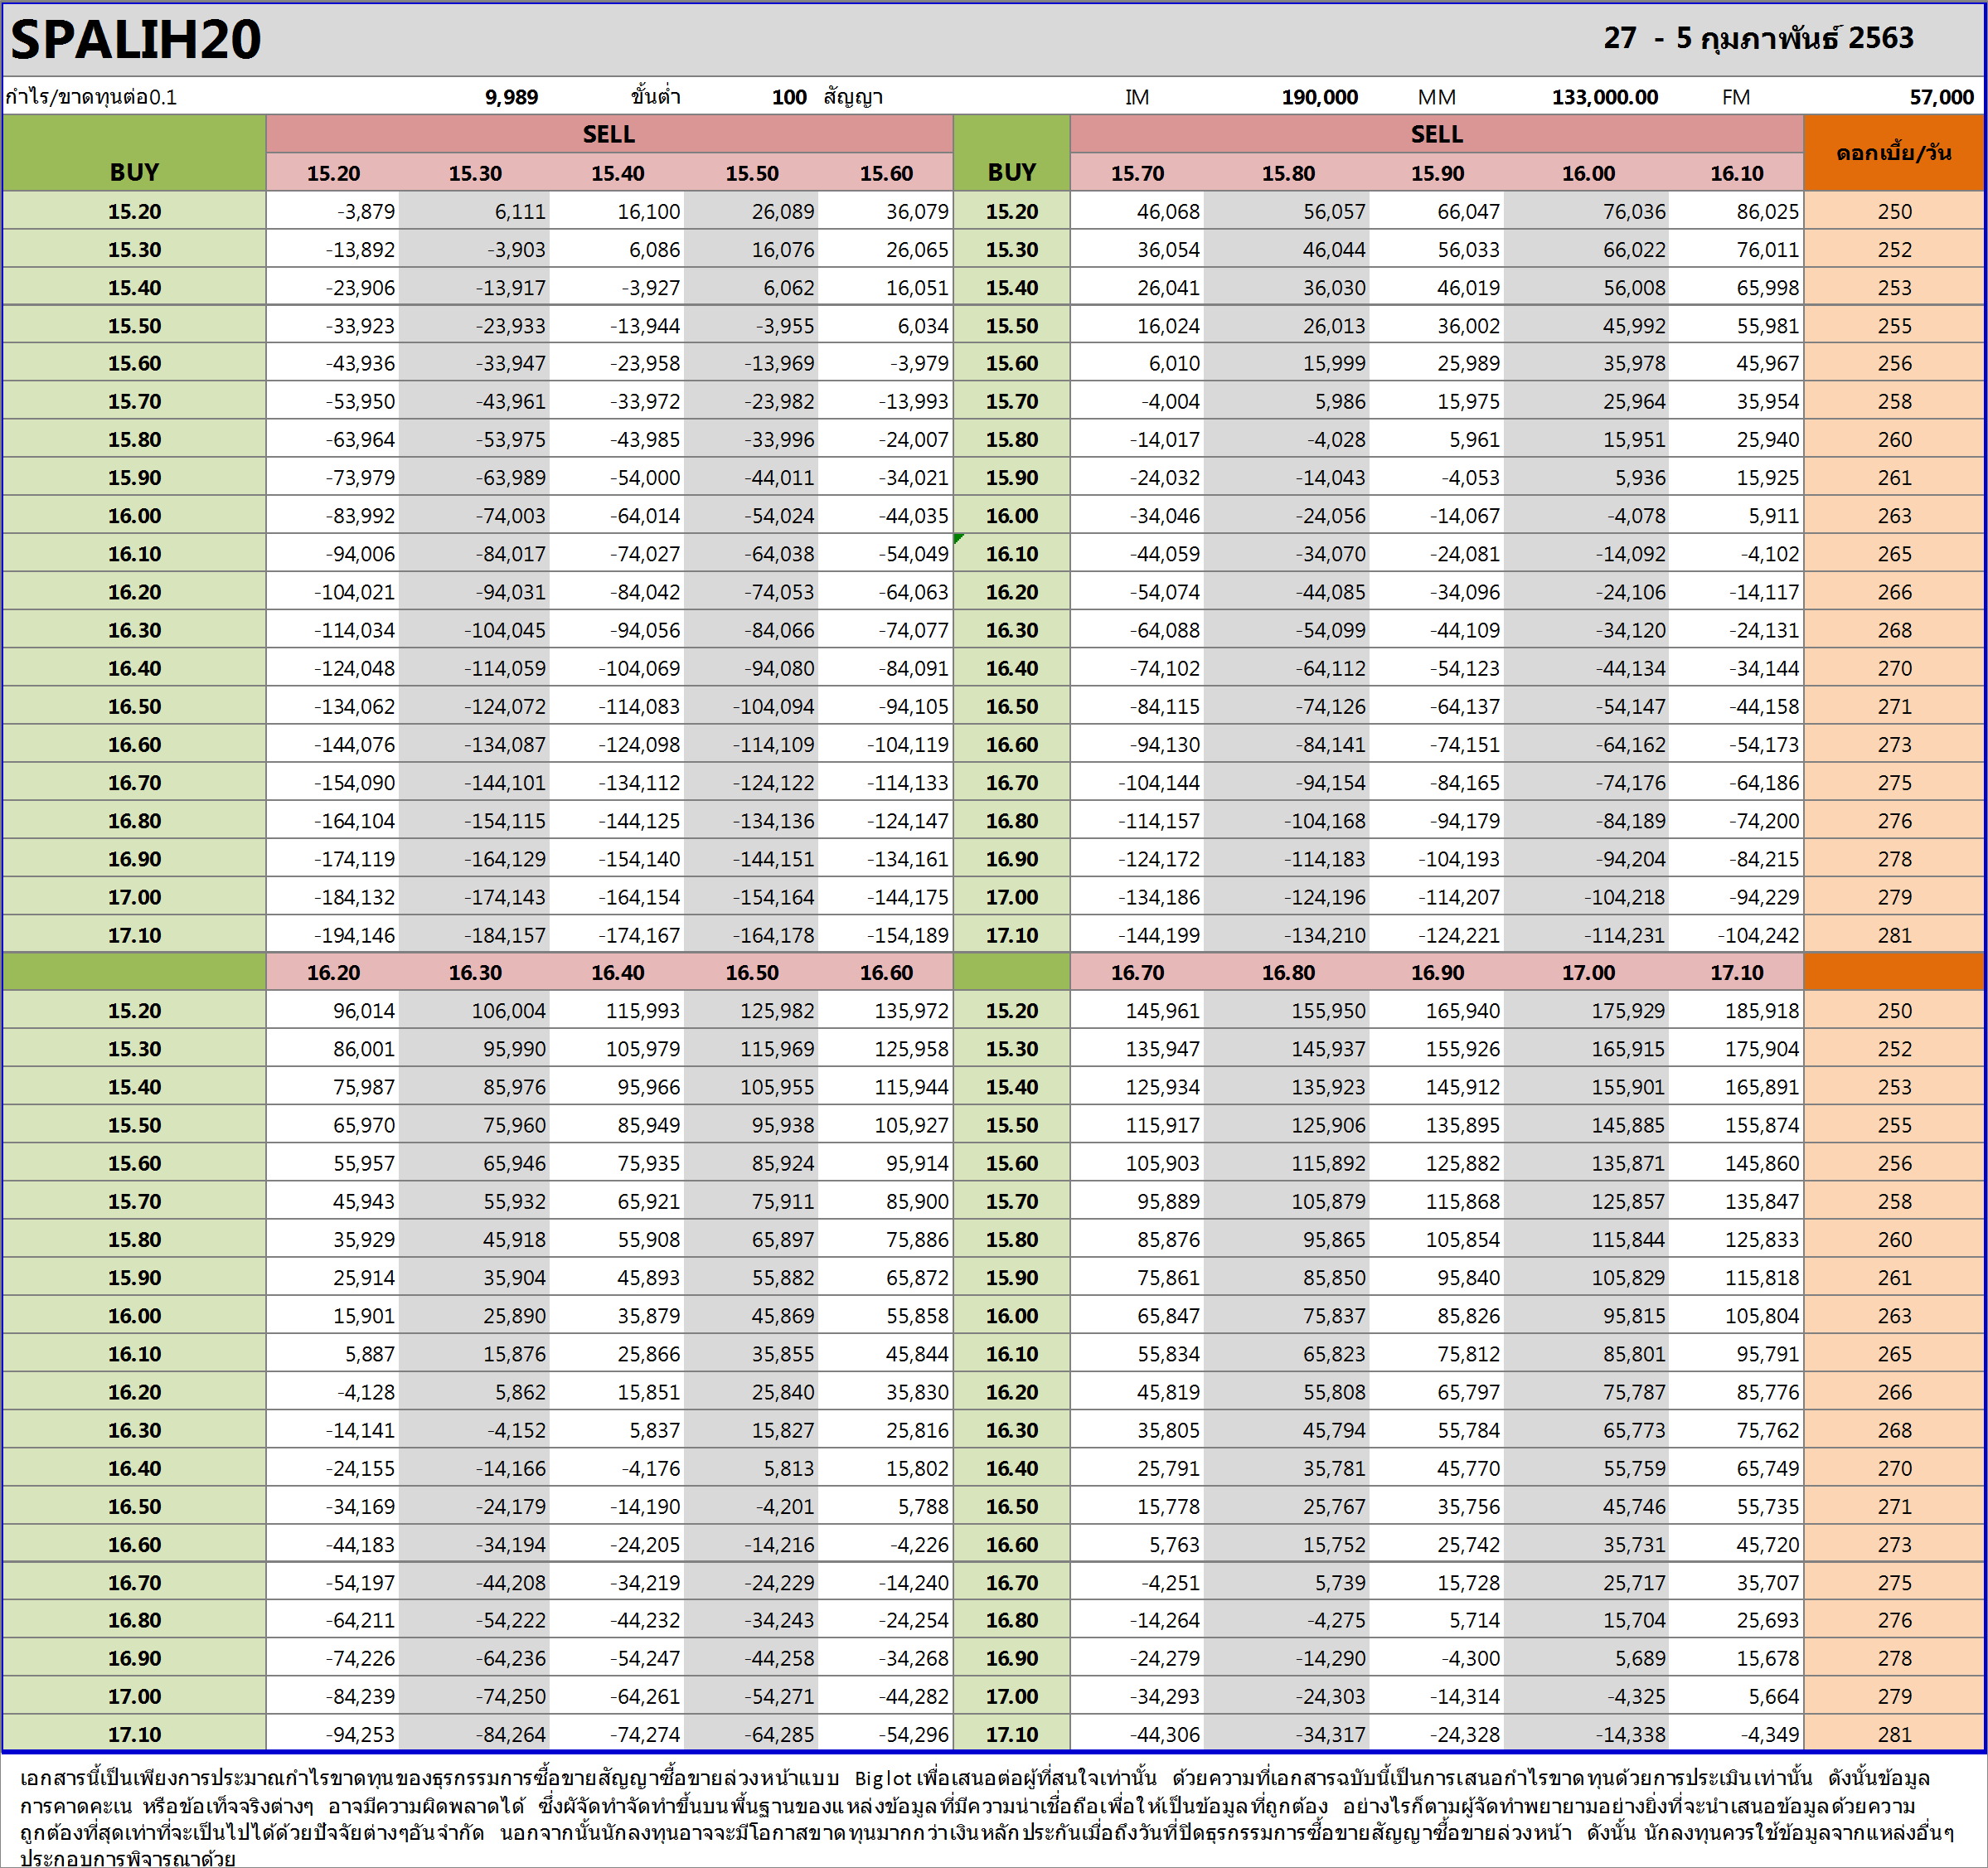 SPALIH20 27 - 5 กุมภาพันธ์ 2563
กำไร/ขาดทุนต่อ0.1 9,989 ขั้นต่ำ 100 สัญญา IM 190,000 MM 133,000.00 FM 57,000
BUY SELL BUY SELL ดอกเบี้ย/วัน
15.20 15.30 15.40 15.50 15.60 15.70 15.80 15.90 16.00 16.10
15.20 -3,879 6,111 16,100 26,089 36,079 15.20 46,068 56,057 66,047 76,036 86,025 250
15.30 -13,892 -3,903 6,086 16,076 26,065 15.30 36,054 46,044 56,033 66,022 76,011 252
15.40 -23,906 -13,917 -3,927 6,062 16,051 15.40 26,041 36,030 46,019 56,008 65,998 253
15.50 -33,923 -23,933 -13,944 -3,955 6,034 15.50 16,024 26,013 36,002 45,992 55,981 255
15.60 -43,936 -33,947 -23,958 -13,969 -3,979 15.60 6,010 15,999 25,989 35,978 45,967 256
15.70 -53,950 -43,961 -33,972 -23,982 -13,993 15.70 -4,004 5,986 15,975 25,964 35,954 258
15.80 -63,964 -53,975 -43,985 -33,996 -24,007 15.80 -14,017 -4,028 5,961 15,951 25,940 260
15.90 -73,979 -63,989 -54,000 -44,011 -34,021 15.90 -24,032 -14,043 -4,053 5,936 15,925 261
16.00 -83,992 -74,003 -64,014 -54,024 -44,035 16.00 -34,046 -24,056 -14,067 -4,078 5,911 263
16.10 -94,006 -84,017 -74,027 -64,038 -54,049 16.10 -44,059 -34,070 -24,081 -14,092 -4,102 265
16.20 -104,021 -94,031 -84,042 -74,053 -64,063 16.20 -54,074 -44,085 -34,096 -24,106 -14,117 266
16.30 -114,034 -104,045 -94,056 -84,066 -74,077 16.30 -64,088 -54,099 -44,109 -34,120 -24,131 268
16.40 -124,048 -114,059 -104,069 -94,080 -84,091 16.40 -74,102 -64,112 -54,123 -44,134 -34,144 270
16.50 -134,062 -124,072 -114,083 -104,094 -94,105 16.50 -84,115 -74,126 -64,137 -54,147 -44,158 271
16.60 -144,076 -134,087 -124,098 -114,109 -104,119 16.60 -94,130 -84,141 -74,151 -64,162 -54,173 273
16.70 -154,090 -144,101 -134,112 -124,122 -114,133 16.70 -104,144 -94,154 -84,165 -74,176 -64,186 275
16.80 -164,104 -154,115 -144,125 -134,136 -124,147 16.80 -114,157 -104,168 -94,179 -84,189 -74,200 276
16.90 -174,119 -164,129 -154,140 -144,151 -134,161 16.90 -124,172 -114,183 -104,193 -94,204 -84,215 278
17.00 -184,132 -174,143 -164,154 -154,164 -144,175 17.00 -134,186 -124,196 -114,207 -104,218 -94,229 279
17.10 -194,146 -184,157 -174,167 -164,178 -154,189 17.10 -144,199 -134,210 -124,221 -114,231 -104,242 281
16.20 16.30 16.40 16.50 16.60 16.70 16.80 16.90 17.00 17.10
15.20 96,014 106,004 115,993 125,982 135,972 15.20 145,961 155,950 165,940 175,929 185,918 250
15.30 86,001 95,990 105,979 115,969 125,958 15.30 135,947 145,937 155,926 165,915 175,904 252
15.40 75,987 85,976 95,966 105,955 115,944 15.40 125,934 135,923 145,912 155,901 165,891 253
15.50 65,970 75,960 85,949 95,938 105,927 15.50 115,917 125,906 135,895 145,885 155,874 255
15.60 55,957 65,946 75,935 85,924 95,914 15.60 105,903 115,892 125,882 135,871 145,860 256
15.70 45,943 55,932 65,921 75,911 85,900 15.70 95,889 105,879 115,868 125,857 135,847 258
15.80 35,929 45,918 55,908 65,897 75,886 15.80 85,876 95,865 105,854 115,844 125,833 260
15.90 25,914 35,904 45,893 55,882 65,872 15.90 75,861 85,850 95,840 105,829 115,818 261
16.00 15,901 25,890 35,879 45,869 55,858 16.00 65,847 75,837 85,826 95,815 105,804 263
16.10 5,887 15,876 25,866 35,855 45,844 16.10 55,834 65,823 75,812 85,801 95,791 265
16.20 -4,128 5,862 15,851 25,840 35,830 16.20 45,819 55,808 65,797 75,787 85,776 266
16.30 -14,141 -4,152 5,837 15,827 25,816 16.30 35,805 45,794 55,784 65,773 75,762 268
16.40 -24,155 -14,166 -4,176 5,813 15,802 16.40 25,791 35,781 45,770 55,759 65,749 270
16.50 -34,169 -24,179 -14,190 -4,201 5,788 16.50 15,778 25,767 35,756 45,746 55,735 271
16.60 -44,183 -34,194 -24,205 -14,216 -4,226 16.60 5,763 15,752 25,742 35,731 45,720 273
16.70 -54,197 -44,208 -34,219 -24,229 -14,240 16.70 -4,251 5,739 15,728 25,717 35,707 275
16.80 -64,211 -54,222 -44,232 -34,243 -24,254 16.80 -14,264 -4,275 5,714 15,704 25,693 276
16.90 -74,226 -64,236 -54,247 -44,258 -34,268 16.90 -24,279 -14,290 -4,300 5,689 15,678 278
17.00 -84,239 -74,250 -64,261 -54,271 -44,282 17.00 -34,293 -24,303 -14,314 -4,325 5,664 279
17.10 -94,253 -84,264 -74,274 -64,285 -54,296 17.10 -44,306 -34,317 -24,328 -14,338 -4,349 281
เอกสารนี้เป็นเพียงการประมาณกำไรขาดทุนของธุรกรรมการซื้อขายสัญญาซื้อขายล่วงหน้าแบบ Biglot เพื่อเสนอต่อผู้ที่สนใจเท่านั้น ด้วยความที่เอกสารฉบับนี้เป็นการเสนอกำไรขาดทุนด้วยการประเมินเท่านั้น ดังนั้นข้อมูล
การคาดคะเน หรือข้อเท็จจริงต่างๆ อาจมีความผิดพลาดได้ ซึ่งผัจัดทำจัดทำขึ้นบนพื้นฐานของแหล่งข้อมูลที่มีความน่าเชื่อถือเพื่อให้เป็นข้อมูลที่ถูกต้อง อย่างไรก็ตามผู้จัดทำพยายามอย่างยิ่งที่จะนำเสนอข้อมูลด้วยความ
ถูกต้องที่สุดเท่าที่จะเป็นไปได้ด้วยปัจจัยต่างๆอันจำกัด นอกจากนั้นนักลงทุนอาจจะมีโอกาสขาดทุนมากกว่าเงินหลักประกันเมื่อถึงวันที่ปิดธุรกรรมการซื้อขายสัญญาซื้อขายล่วงหน้า ดังนั้น นักลงทุนควรใช้ข้อมูลจากแหล่งอื่นๆ
ประกอบการพิจารณาด้วย